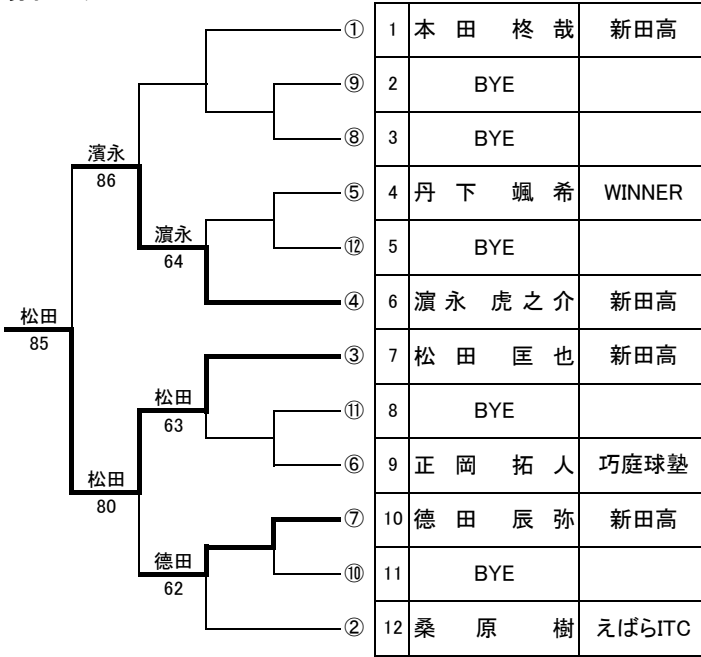 ① 1 本田 柊哉 新田高
⑨ 2 BYE
⑧ 3 BYE
濱永
86
⑤ 4 丹下 颯希 WINNER
⑫ 5 BYE
濱永
64
④ 6 濵永 虎之介 新田高
松田
85
③ 7 松田 匡也 新田高
松田
63
⑪ 8 BYE
⑥ 9 正岡 拓人 巧庭球塾
松田
80
⑦ 10 德田 辰弥 新田高
德田
62
⑩ 11 BYE
② 12 桑原 樹 えばらITC